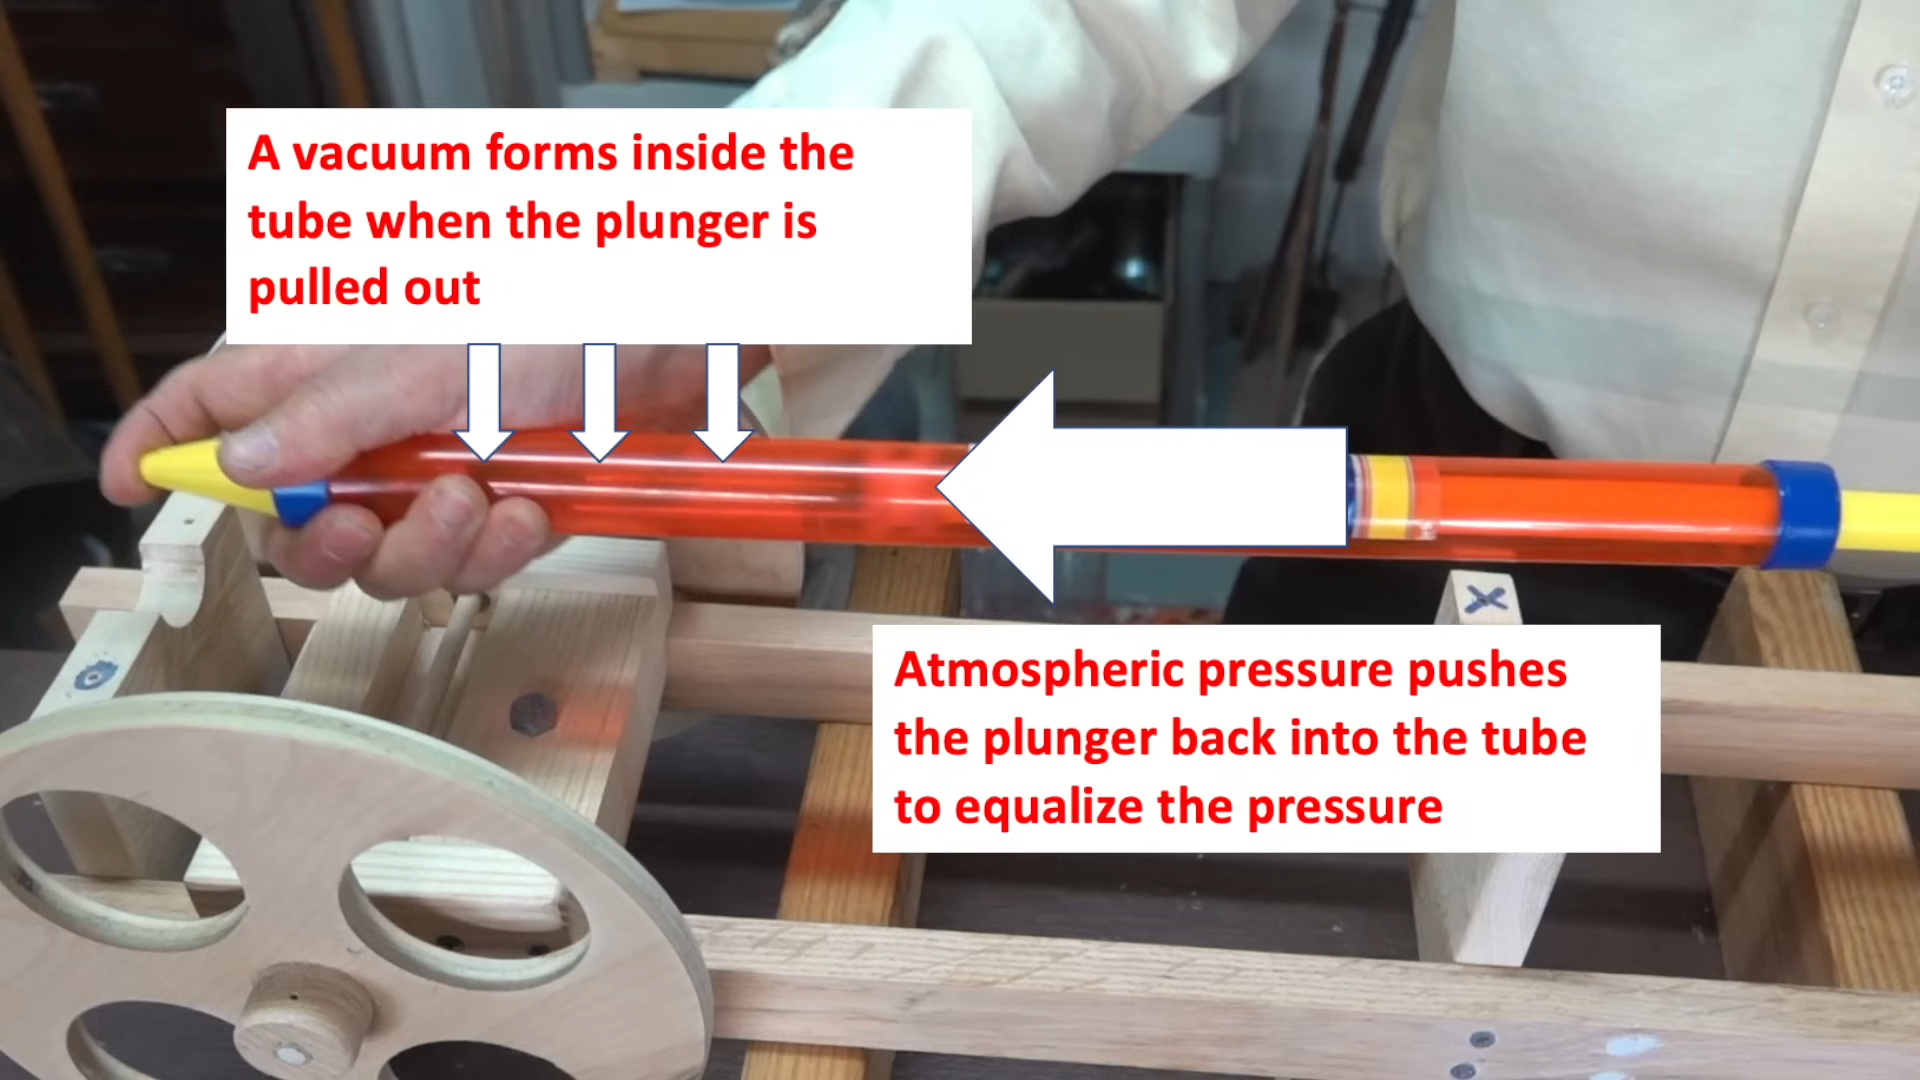 A vacuum forms inside the
tube when the plunger is
pulled out
Atmospheric pressure pushes
the plunger back into the tube
to equalize the pressure
X